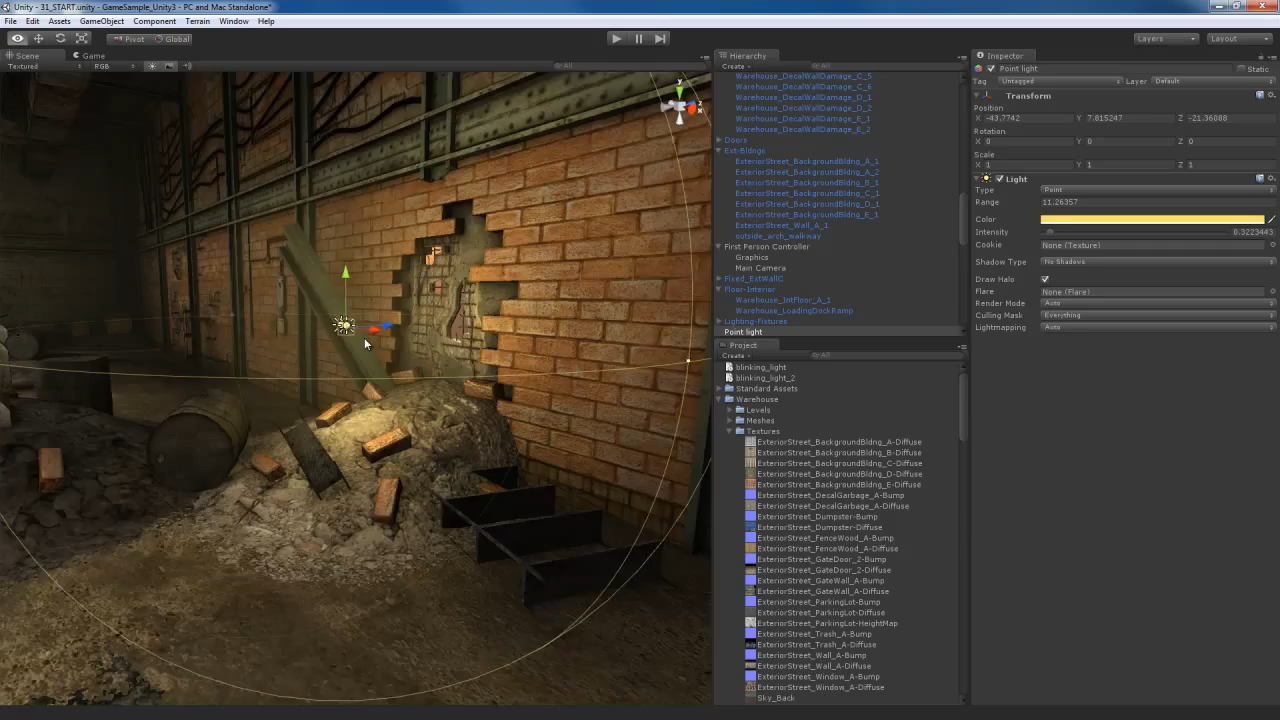 Unity - 31_START.unity - GameSample_Unity3 - PC and Mac Standalone*
File Edit Assets GameObject Component Terrain Window Help
Pivot Global Layers Layout
Scene Game
Textured RGB All
Hierarchy
Create All
Warehouse_DecalWallDamage_C_5
Warehouse_DecalWallDamage_C_6
Warehouse_DecalWallDamage_D_1
Warehouse_DecalWallDamage_D_2
Warehouse_DecalWallDamage_E_1
Warehouse_DecalWallDamage_E_2
Doors
Ext-Bldngs
ExteriorStreet_BackgroundBldng_A_1
ExteriorStreet_BackgroundBldng_A_2
ExteriorStreet_BackgroundBldng_B_1
ExteriorStreet_BackgroundBldng_C_1
ExteriorStreet_BackgroundBldng_D_1
ExteriorStreet_BackgroundBldng_E_1
ExteriorStreet_Wall_A_1
outside_arch_walkway
First Person Controller
Graphics
Main Camera
Fixed_ExtWallC
Floor-Interior
Warehouse_IntFloor_A_1
Warehouse_LoadingDockRamp
Lighting-Fixtures
Point light
Project
Create All
blinking_light
blinking_light_2
Standard Assets
Warehouse
Levels
Meshes
Textures
ExteriorStreet_BackgroundBldng_A-Diffuse
ExteriorStreet_BackgroundBldng_B-Diffuse
ExteriorStreet_BackgroundBldng_C-Diffuse
ExteriorStreet_BackgroundBldng_D-Diffuse
ExteriorStreet_BackgroundBldng_E-Diffuse
ExteriorStreet_DecalGarbage_A-Bump
ExteriorStreet_DecalGarbage_A-Diffuse
ExteriorStreet_Dumpster-Bump
ExteriorStreet_Dumpster-Diffuse
ExteriorStreet_FenceWood_A-Bump
ExteriorStreet_FenceWood_A-Diffuse
ExteriorStreet_GateDoor_2-Bump
ExteriorStreet_GateDoor_2-Diffuse
ExteriorStreet_GateWall_A-Bump
ExteriorStreet_GateWall_A-Diffuse
ExteriorStreet_ParkingLot-Bump
ExteriorStreet_ParkingLot-Diffuse
ExteriorStreet_ParkingLot-HeightMap
ExteriorStreet_Trash_A-Bump
ExteriorStreet_Trash_A-Diffuse
ExteriorStreet_Wall_A-Bump
ExteriorStreet_Wall_A-Diffuse
ExteriorStreet_Window_A-Bump
ExteriorStreet_Window_A-Diffuse
Sky_Back
Inspector
Point light Static
Tag Untagged Layer Default
Transform
Position
X -43.7742 Y 7.815247 Z -21.36088
Rotation
X 0 Y 0 Z 0
Scale
X 1 Y 1 Z 1
Light
Type Point
Range 11.26357
Color
Intensity 0.3223443
Cookie None (Texture)
Shadow Type No Shadows
Draw Halo
Flare None (Flare)
Render Mode Auto
Culling Mask Everything
Lightmapping Auto
y
z
x